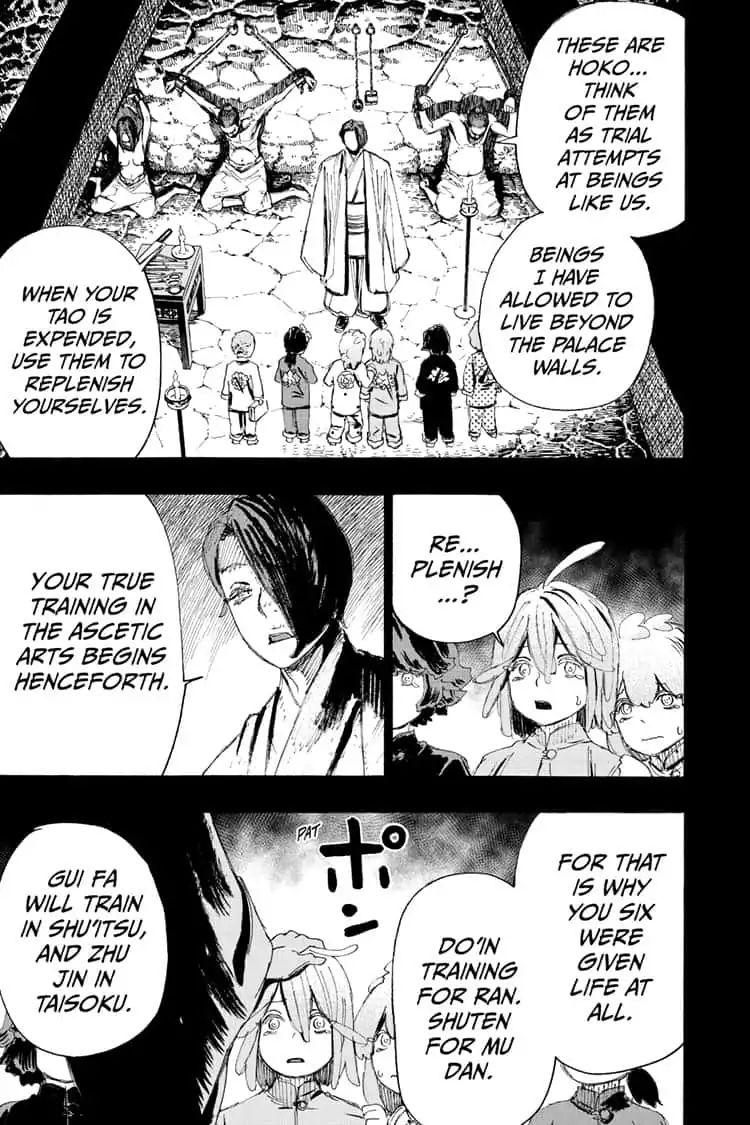 THESE ARE
HOKO...
THINK
OF THEM
AS TRIAL
ATTEMPTS
AT BEINGS
LIKE US.
BEINGS
I HAVE
ALLOWED TO
LIVE BEYOND
THE PALACE
WALLS.
WHEN YOUR
TAO IS
EXPENDED,
USE THEM TO
REPLENISH
YOURSELVES.
RE...
PLENISH
...?
YOUR TRUE
TRAINING IN
THE ASCETIC
ARTS BEGINS
HENCEFORTH.
FOR THAT
IS WHY
YOU SIX
WERE
GIVEN
LIFE AT
ALL.
DO'IN
TRAINING
FOR RAN.
SHUTEN
FOR MU
DAN.
PAT
ポン
GUI FA
WILL TRAIN
IN SHU'ITSU,
AND ZHU
JIN IN
TAISOKU.